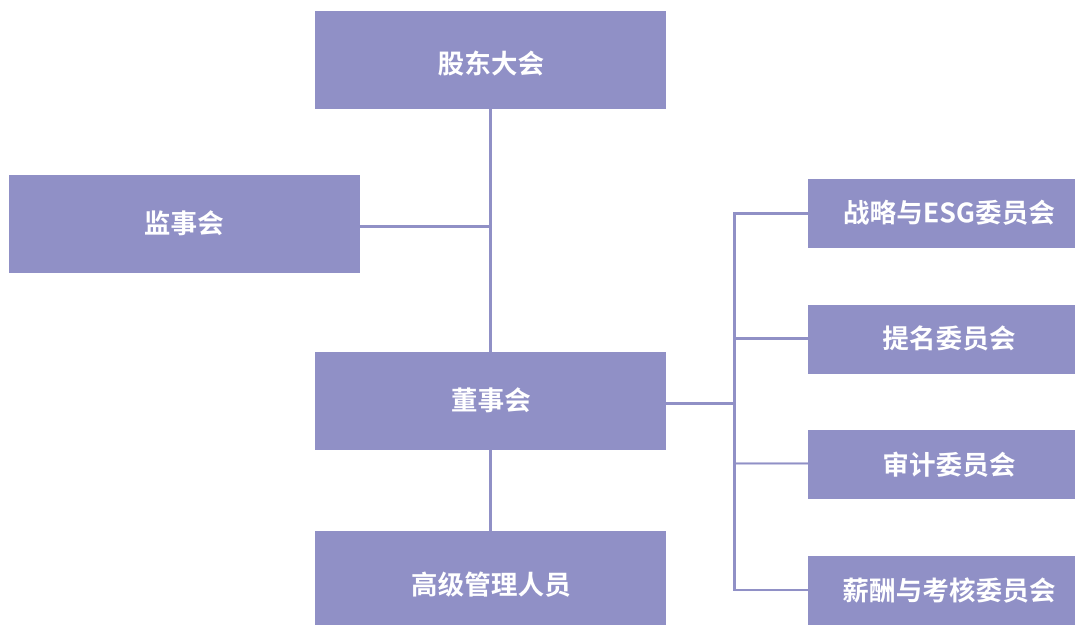 股东大会
监事会
战略与ESG委员会
提名委员会
董事会
审计委员会
高级管理人员
薪酬与考核委员会